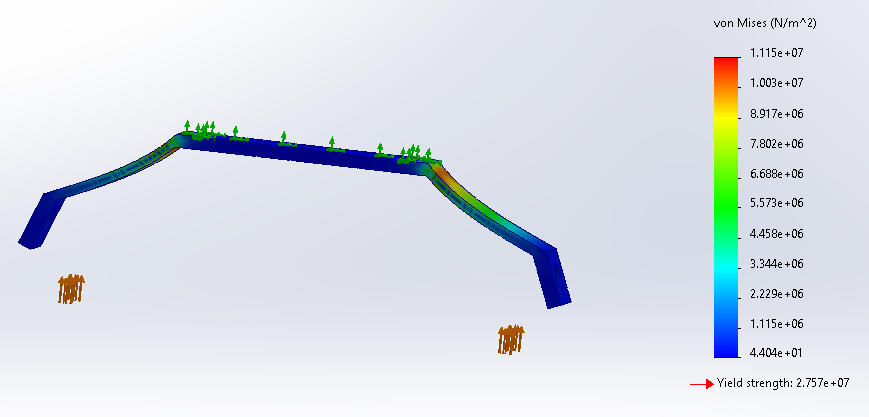 von Mises (N/m^2)
1.115e+07
1.003e+07
8.917e+06
7.802e+06
6.688e+06
5.573e+06
4.458e+06
3.344e+06
2.229e+06
1.115e+06
4.404e+01
Yield strength: 2.757e+07